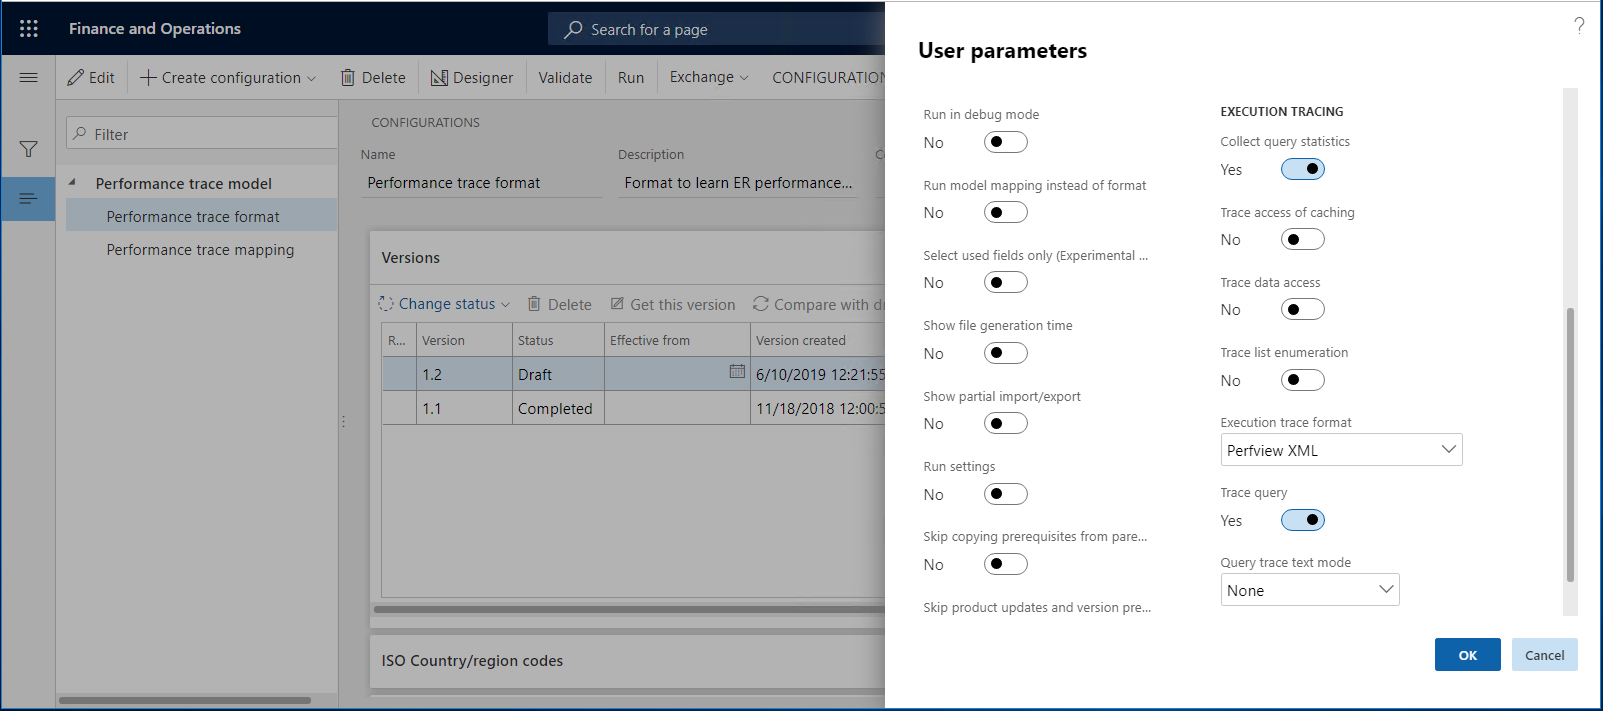 Finance and Operations
Search for a page
?
Edit
Create configuration
Delete
Designer
Validate
Run
Exchange
CONFIGURATION
Filter
Performance trace model
Performance trace format
Performance trace mapping
CONFIGURATIONS
Name
Description
Performance trace format
Format to learn ER performance...
Versions
Change status
Delete
Get this version
Compare with
R... Version Status Effective from Version created
1.2 Draft 6/10/2019 12:21:55
1.1 Completed 11/18/2018 12:00:5
ISO Country/region codes
User parameters
Run in debug mode
No
Run model mapping instead of format
No
Select used fields only (Experimental ...
No
Show file generation time
No
Show partial import/export
No
Run settings
No
Skip copying prerequisites from pare...
No
Skip product updates and version pre...
EXECUTION TRACING
Collect query statistics
Yes
Trace access of caching
No
Trace data access
No
Trace list enumeration
No
Execution trace format
Perfview XML
Trace query
Yes
Query trace text mode
None
OK
Cancel